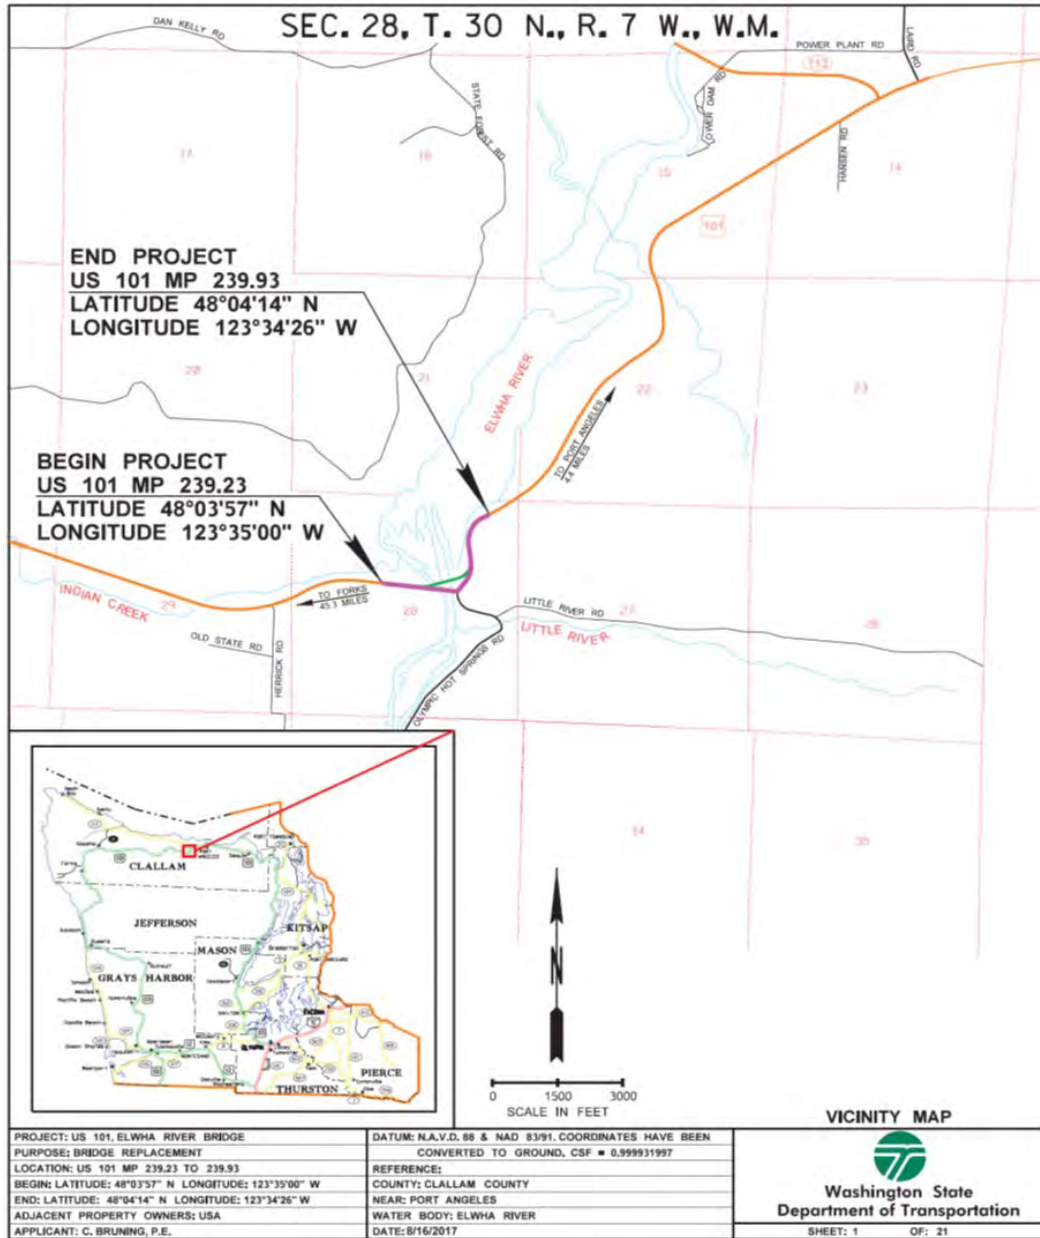 SEC. 28, T. 30 N., R. 7 W., W.M.
DAN KELLY RD
POWER PLANT RD
LAIRD RD
112
STATE FOREST RD
OWER DAM RD
HANSEN RD
17
16
15
14
101
END PROJECT
US 101 MP 239.93
LATITUDE 48°04'14" N
LONGITUDE 123°34'26" W
20
21
ELWHA RIVER
22
23
TO PORT ANGELES
4.4 MILES
BEGIN PROJECT
US 101 MP 239.23
LATITUDE 48°03'57" N
LONGITUDE 123°35'00" W
INDIAN CREEK
29
TO FORKS
45.3 MILES
28
LITTLE RIVER RD
27
26
LITTLE RIVER
OLD STATE RD
HERRICK RD
OLYMPIC HOT SPRINGS RD
34
35
CLALLAM
JEFFERSON
KITSAP
MASON
GRAYS HARBOR
PIERCE
THURSTON
N
0 1500 3000
SCALE IN FEET
VICINITY MAP
PROJECT: US 101, ELWHA RIVER BRIDGE
PURPOSE: BRIDGE REPLACEMENT
LOCATION: US 101 MP 239.23 TO 239.93
BEGIN: LATITUDE: 48°03'57" N LONGITUDE: 123°35'00" W
END: LATITUDE: 48°04'14" N LONGITUDE: 123°34'26" W
ADJACENT PROPERTY OWNERS: USA
APPLICANT: C. BRUNING, P.E.
DATUM: N.A.V.D. 88 & NAD 83/91. COORDINATES HAVE BEEN
CONVERTED TO GROUND, CSF = 0.999931997
REFERENCE:
COUNTY: CLALLAM COUNTY
NEAR: PORT ANGELES
WATER BODY: ELWHA RIVER
DATE: 8/16/2017
Washington State
Department of Transportation
SHEET: 1 OF: 21